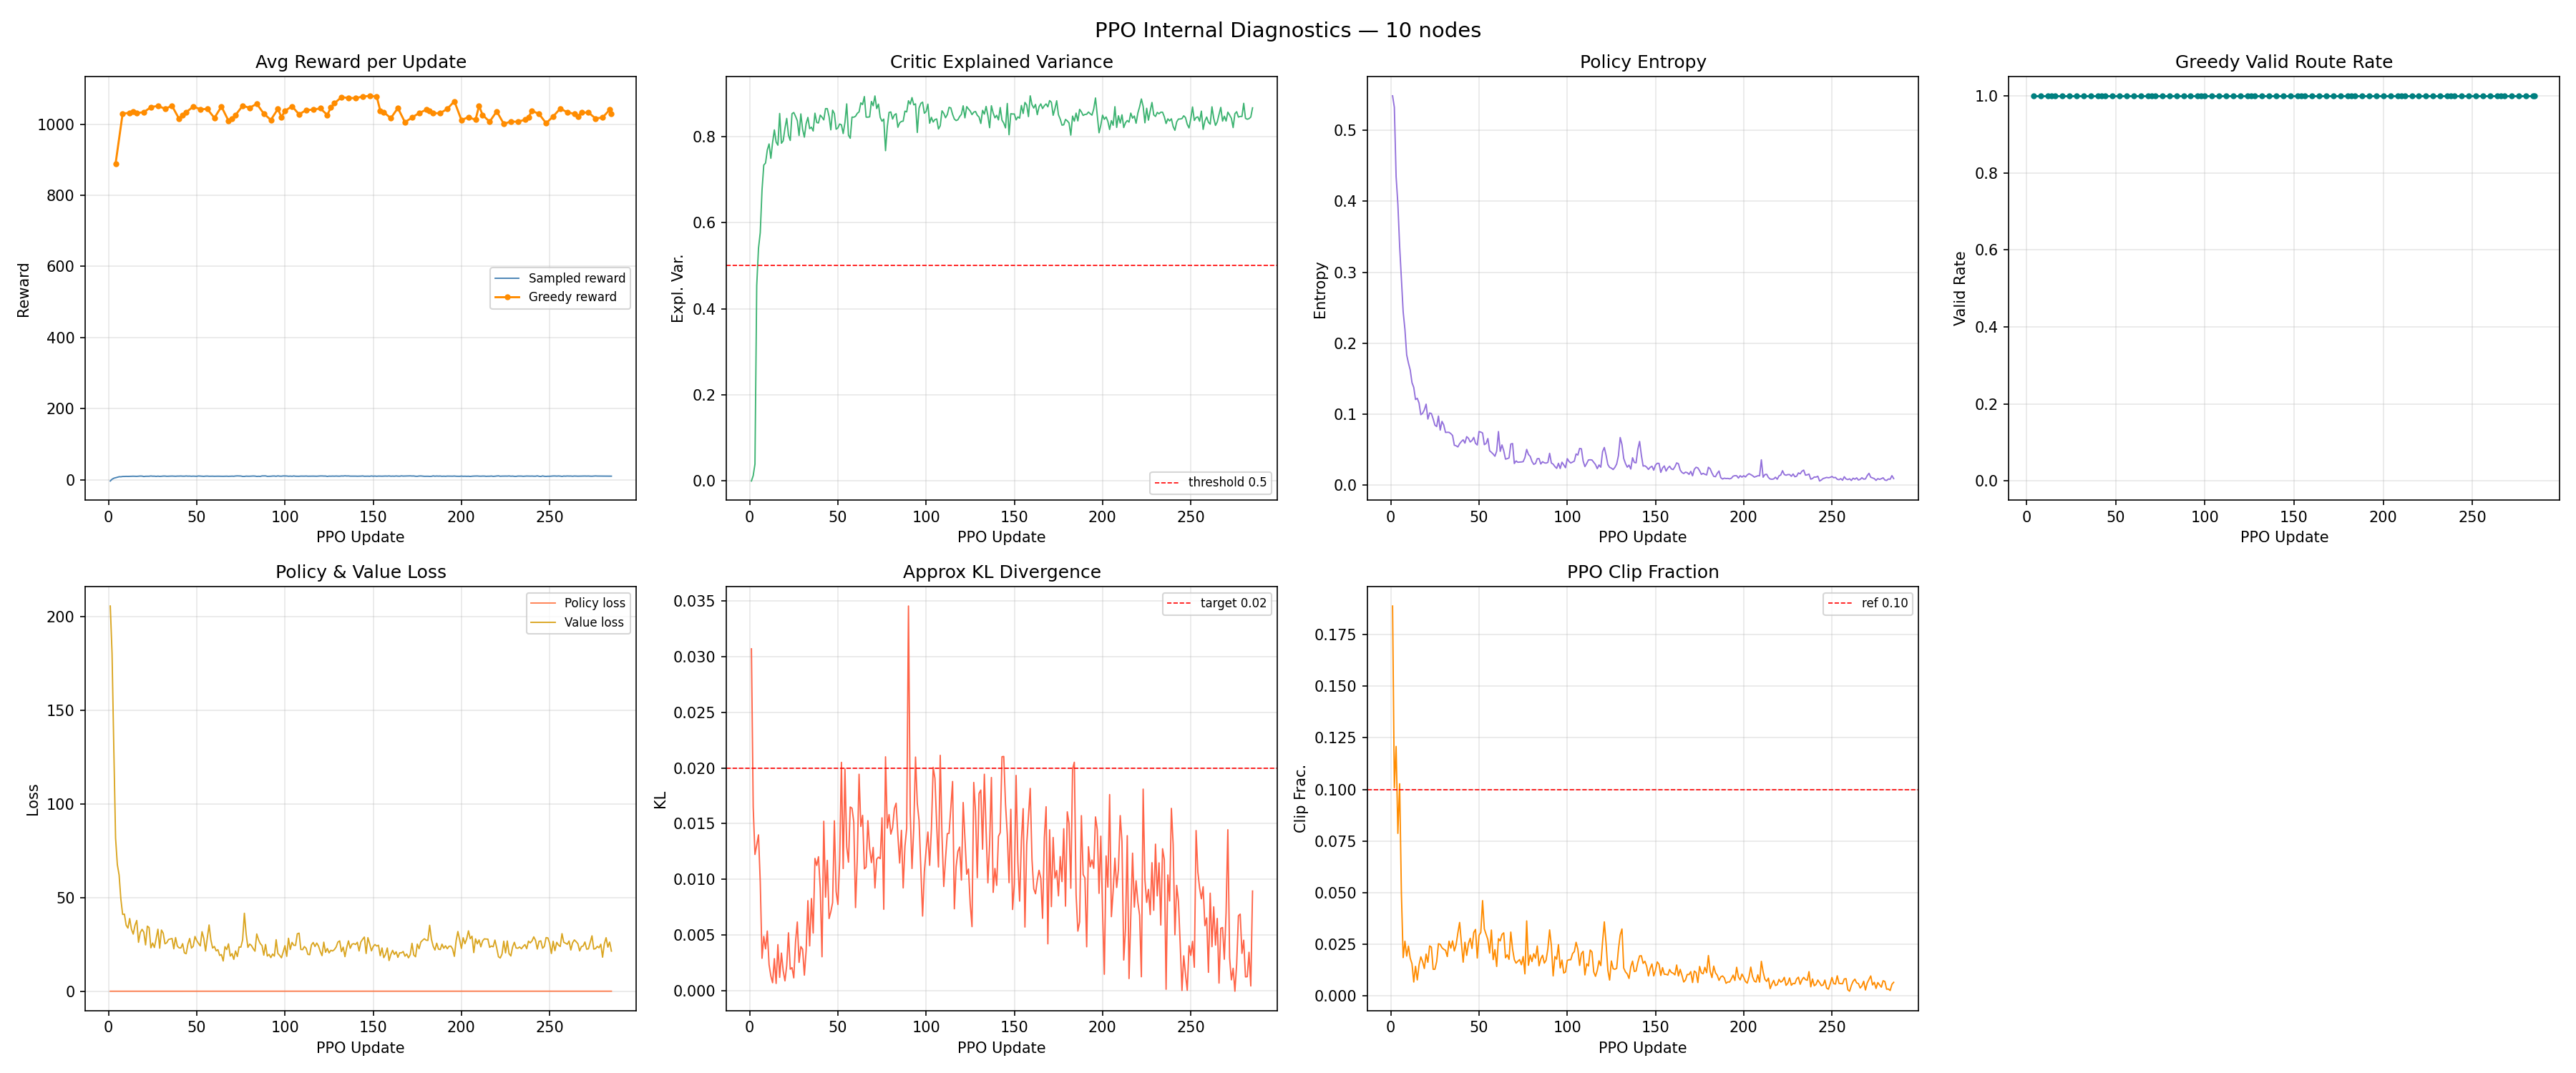 PPO Internal Diagnostics — 10 nodes
Avg Reward per Update
Reward
1000
800
600
400
200
0
Sampled reward
Greedy reward
0 50 100 150 200 250
PPO Update
Critic Explained Variance
Expl. Var.
0.8
0.6
0.4
0.2
0.0
threshold 0.5
0 50 100 150 200 250
PPO Update
Policy Entropy
Entropy
0.5
0.4
0.3
0.2
0.1
0.0
0 50 100 150 200 250
PPO Update
Greedy Valid Route Rate
Valid Rate
1.0
0.8
0.6
0.4
0.2
0.0
0 50 100 150 200 250
PPO Update
Policy & Value Loss
Loss
200
150
100
50
0
Policy loss
Value loss
0 50 100 150 200 250
PPO Update
Approx KL Divergence
KL
0.035
0.030
0.025
0.020
0.015
0.010
0.005
0.000
target 0.02
0 50 100 150 200 250
PPO Update
PPO Clip Fraction
Clip Frac.
0.175
0.150
0.125
0.100
0.075
0.050
0.025
0.000
ref 0.10
0 50 100 150 200 250
PPO Update